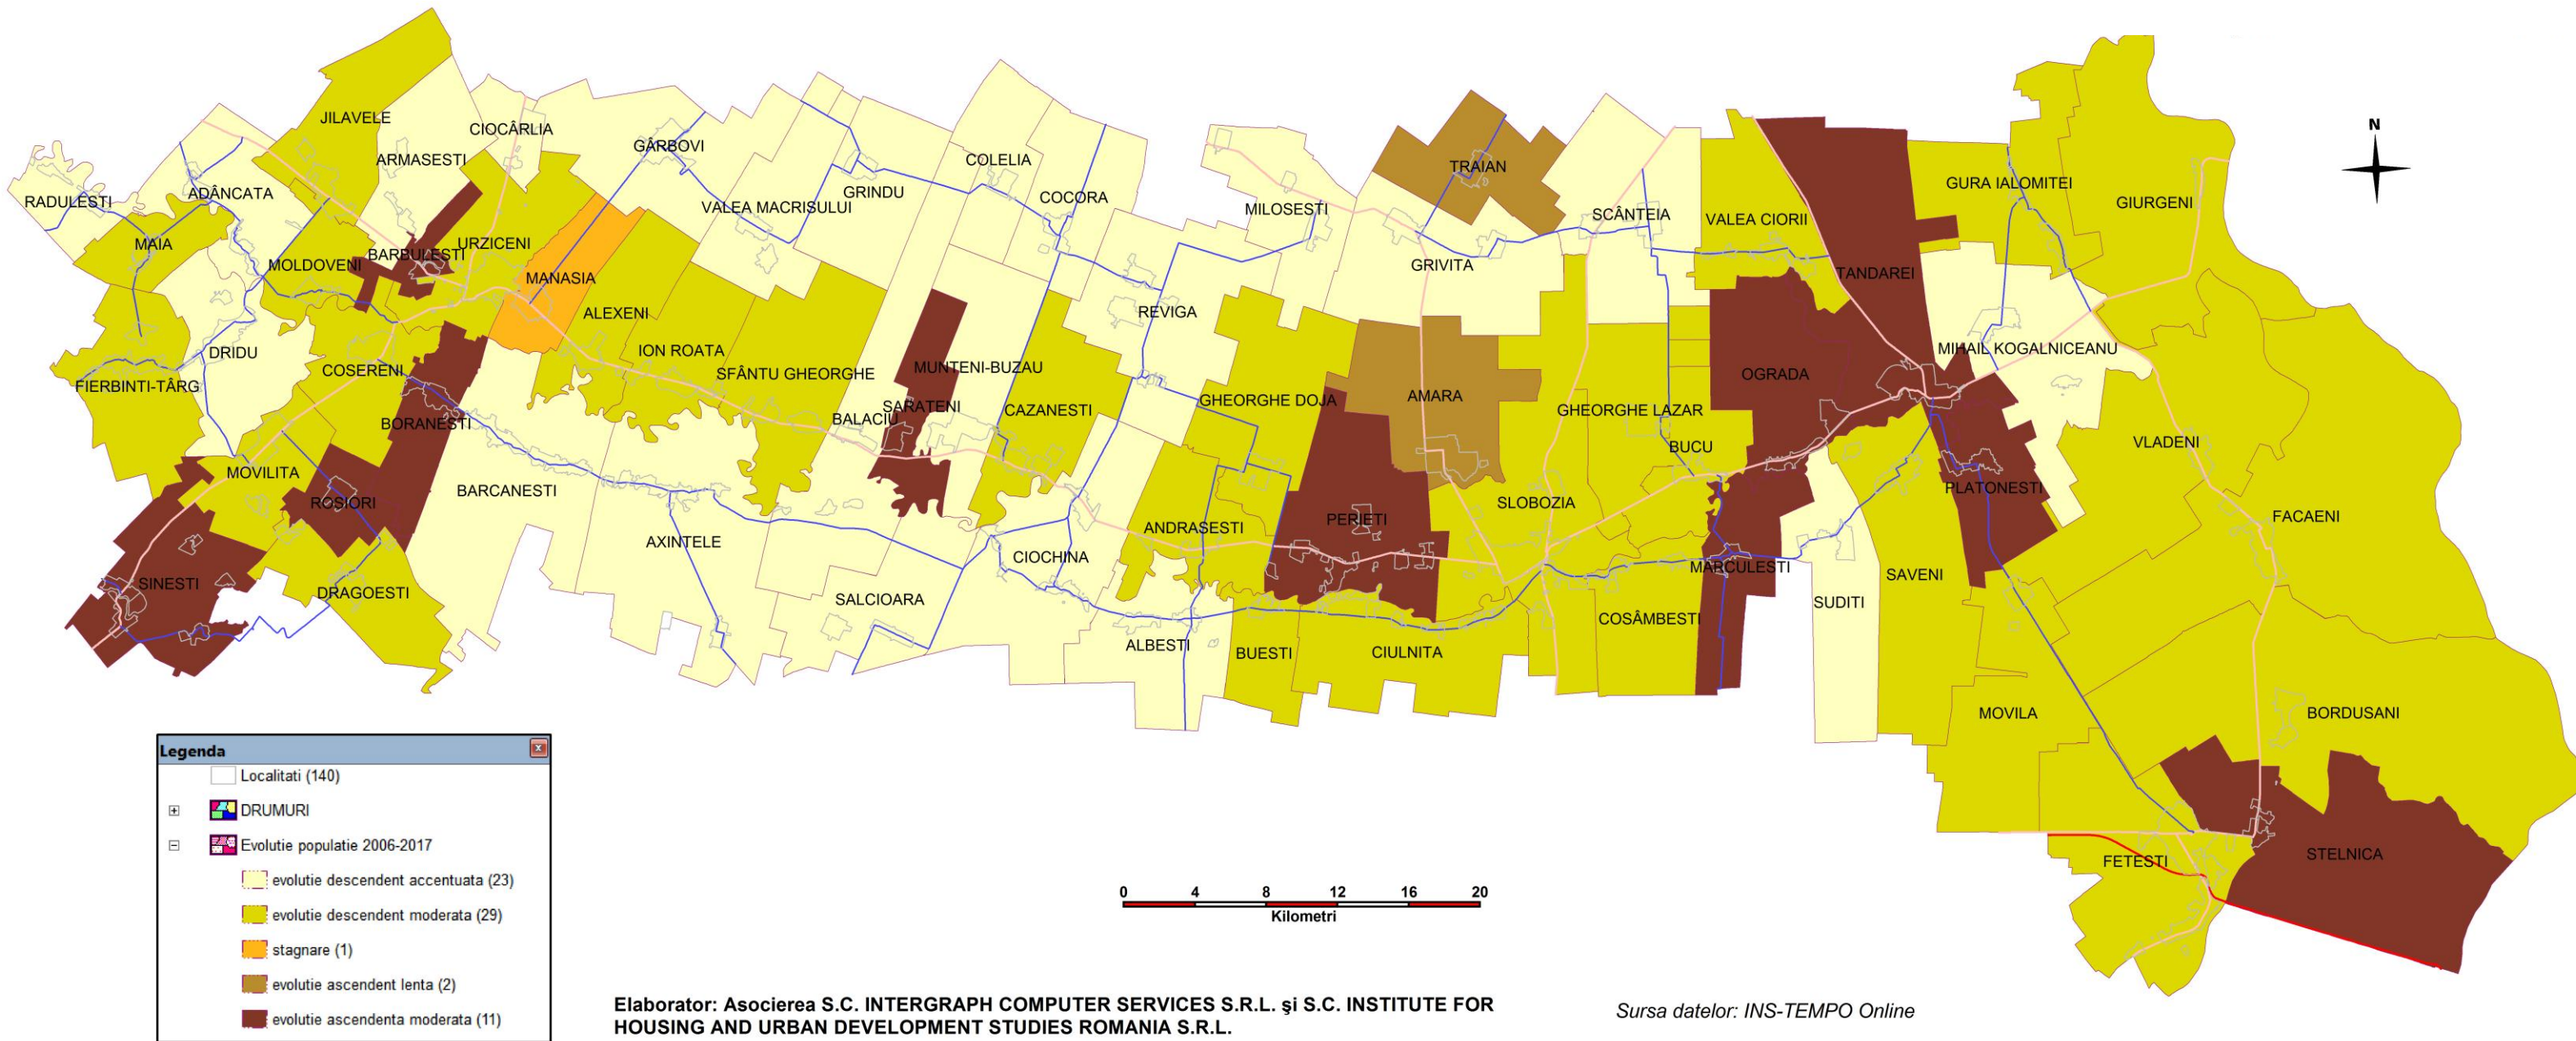 JILAVELE
CIOCÂRLIA
ARMASESTI
GÂRBOVI
COLELIA
TRAIAN
GURA IALOMITEI
N
RADULESTI
ADÂNCATA
GRINDU
COCORA
VALEA MACRISULUI
MILOSESTI
SCÂNTEIA
VALEA CIORII
GIURGENI
MAIA
MOLDOVENI
BARBULESTI
URZICENI
MANASIA
GRIVITA
TANDAREI
ALEXENI
REVIGA
DRIDU
COSERENI
ION ROATA
SFÂNTU GHEORGHE
MUNTENI-BUZAU
MIHAIL KOGALNICEANU
FIERBINTI-TÂRG
OGRADA
BALACIU
SARATENI
CAZANESTI
GHEORGHE DOJA
AMARA
GHEORGHE LAZAR
BORANESTI
BUCU
VLADENI
MOVILITA
BARCANESTI
ROSIORI
SLOBOZIA
PLATONESTI
AXINTELE
ANDRASESTI
PERIETI
FACAENI
SINESTI
DRAGOESTI
CIOCHINA
MARCULESTI
SAVENI
SALCIOARA
SUDITI
COSÂMBESTI
ALBESTI
BUESTI
CIULNITA
MOVILA
BORDUSANI
FETESTI
STELNICA
Legenda
Localitati (140)
DRUMURI
Evolutie populatie 2006-2017
evolutie descendent accentuata (23)
evolutie descendent moderata (29)
stagnare (1)
evolutie ascendent lenta (2)
evolutie ascendenta moderata (11)
0 4 8 12 16 20
Kilometri
Elaborator: Asocierea S.C. INTERGRAPH COMPUTER SERVICES S.R.L. şi S.C. INSTITUTE FOR
HOUSING AND URBAN DEVELOPMENT STUDIES ROMANIA S.R.L.
Sursa datelor: INS-TEMPO Online